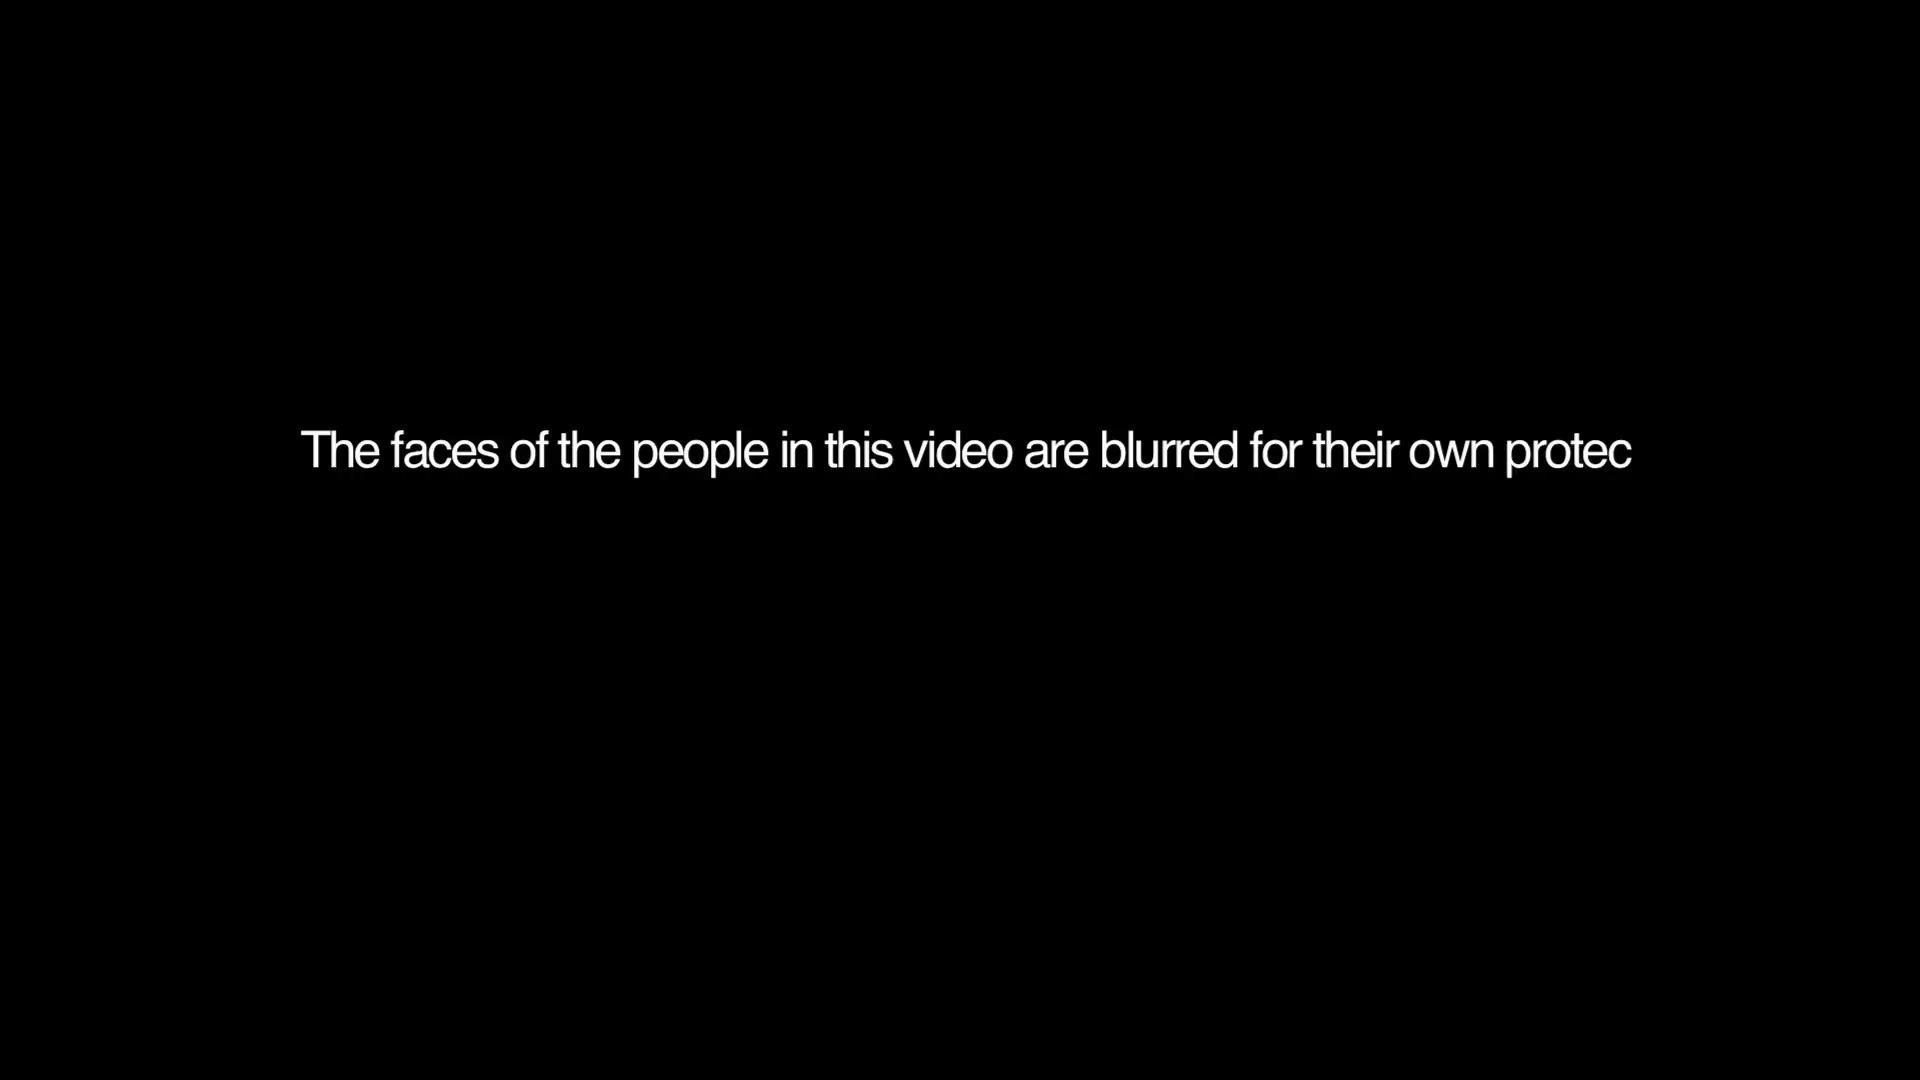 The faces of the people in this video are blurred for their own protec